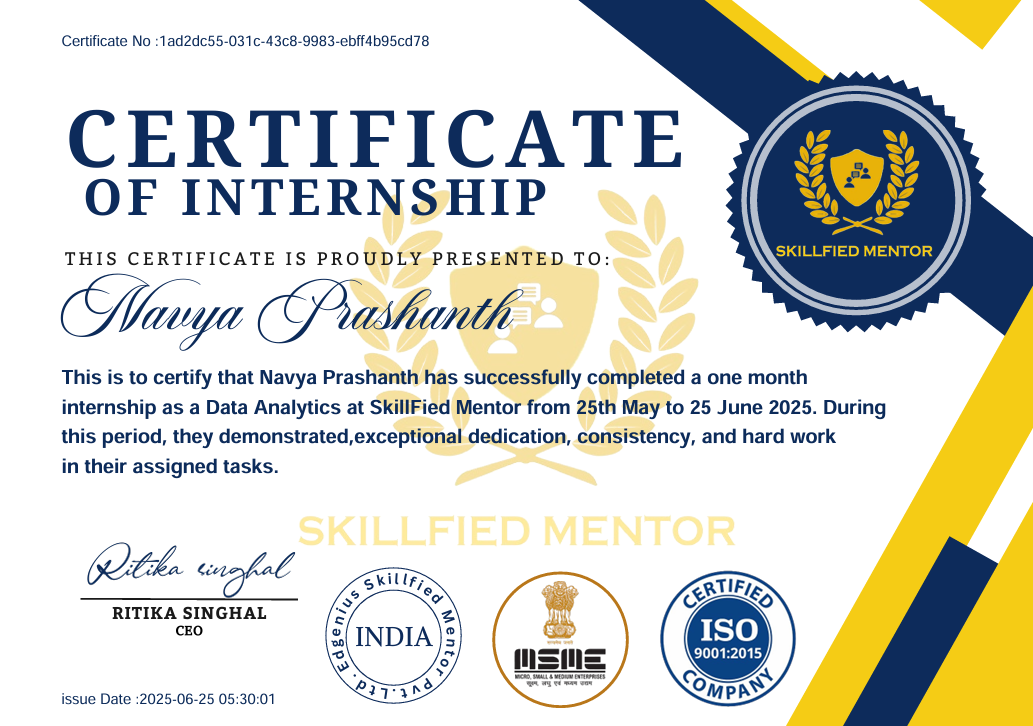 Certificate No :1ad2dc55-031c-43c8-9983-ebff4b95cd78
CERTIFICATE
OF INTERNSHIP
SKILLFIED MENTOR
THIS CERTIFICATE IS PROUDLY PRESENTED TO:
Navya Prashanth
This is to certify that Navya Prashanth has successfully completed a one month
internship as a Data Analytics at SkillFied Mentor from 25th May to 25 June 2025. During
this period, they demonstrated,exceptional dedication, consistency, and hard work
in their assigned tasks.
SKILLFIED MENTOR
Ritika singhal
RITIKA SINGHAL
CEO
Edgenius Skillfied Mentor Pvt.Ltd.
INDIA
सत्यमेव जयते
MSME
MICRO, SMALL & MEDIUM ENTERPRISES
सूक्ष्म, लघु एवं मध्यम उद्यम
CERTIFIED
ISO
9001:2015
COMPANY
issue Date :2025-06-25 05:30:01